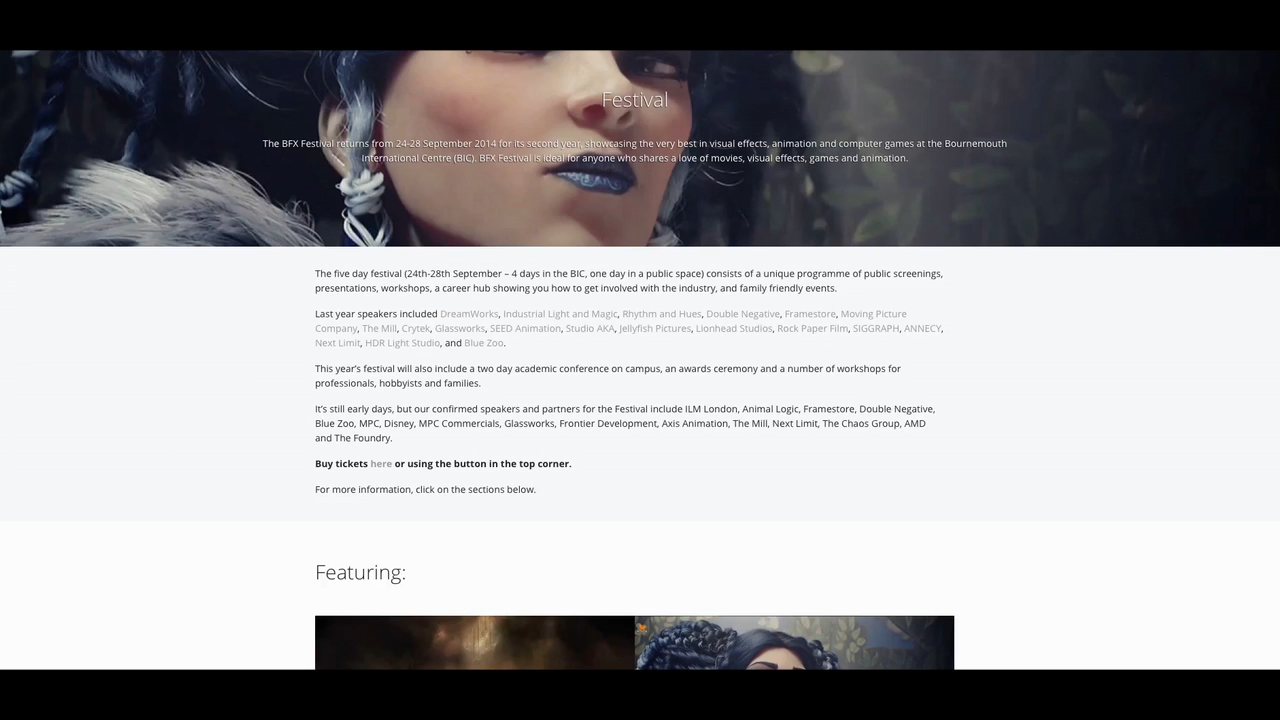 Festival
The BFX Festival returns from 24-28 September 2014 for its second year, showcasing the very best in visual effects, animation and computer games at the Bournemouth
International Centre (BIC). BFX Festival is ideal for anyone who shares a love of movies, visual effects, games and animation.
The five day festival (24th-28th September – 4 days in the BIC, one day in a public space) consists of a unique programme of public screenings,
presentations, workshops, a career hub showing you how to get involved with the industry, and family friendly events.
Last year speakers included DreamWorks, Industrial Light and Magic, Rhythm and Hues, Double Negative, Framestore, Moving Picture
Company, The Mill, Crytek, Glassworks, SEED Animation, Studio AKA, Jellyfish Pictures, Lionhead Studios, Rock Paper Film, SIGGRAPH, ANNECY,
Next Limit, HDR Light Studio, and Blue Zoo.
This year’s festival will also include a two day academic conference on campus, an awards ceremony and a number of workshops for
professionals, hobbyists and families.
It’s still early days, but our confirmed speakers and partners for the Festival include ILM London, Animal Logic, Framestore, Double Negative,
Blue Zoo, MPC, Disney, MPC Commercials, Glassworks, Frontier Development, Axis Animation, The Mill, Next Limit, The Chaos Group, AMD
and The Foundry.
Buy tickets here or using the button in the top corner.
For more information, click on the sections below.
Featuring: